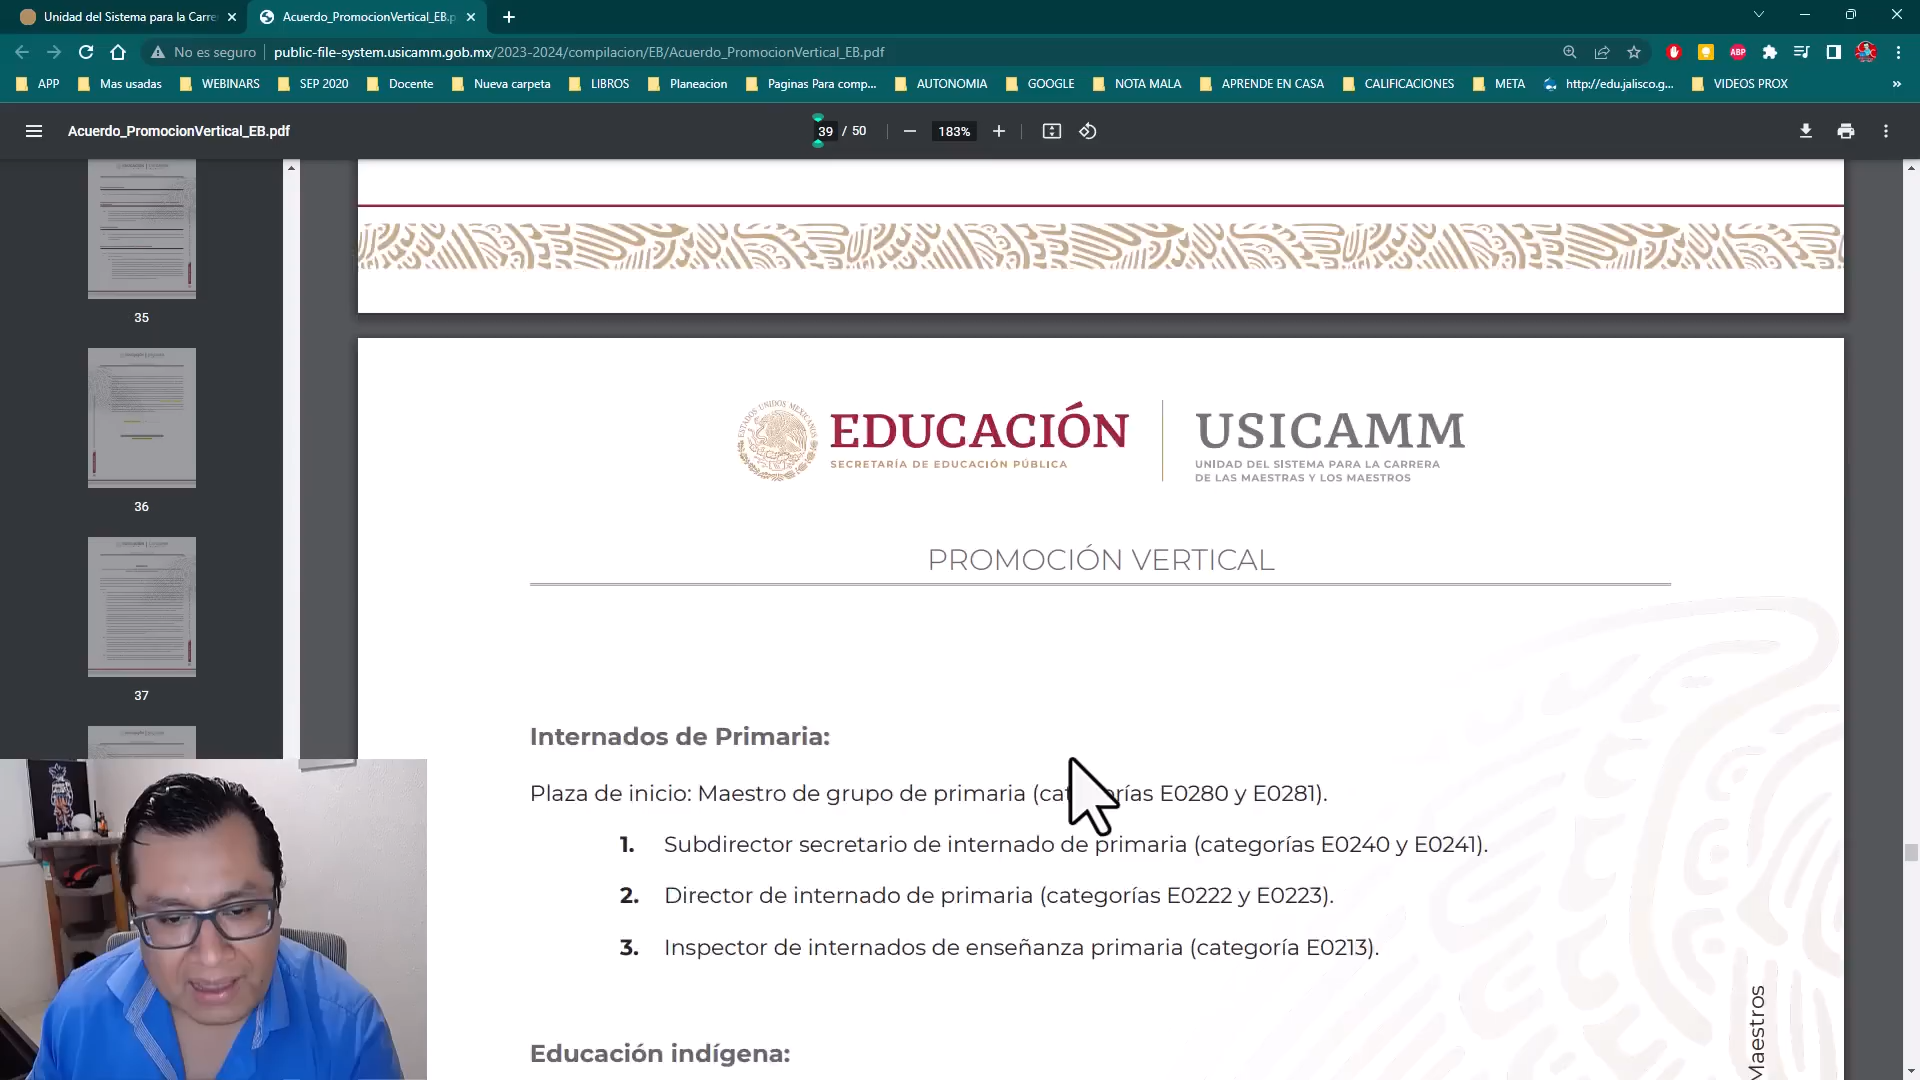 Unidad del Sistema para la Carre
Acuerdo_PromocionVertical_EB.p
No es seguro
public-file-system.usicamm.gob.mx/2023-2024/compilacion/EB/Acuerdo_PromocionVertical_EB.pdf
APP
Mas usadas
WEBINARS
SEP 2020
Docente
Nueva carpeta
LIBROS
Planeacion
Paginas Para comp...
AUTONOMIA
GOOGLE
NOTA MALA
APRENDE EN CASA
CALIFICACIONES
META
http://edu.jalisco.g...
VIDEOS PROX
»
Acuerdo_PromocionVertical_EB.pdf
39 / 50
183%
35
36
37
ESTADOS UNIDOS MEXICANOS
EDUCACIÓN
SECRETARÍA DE EDUCACIÓN PÚBLICA
USICAMM
UNIDAD DEL SISTEMA PARA LA CARRERA
DE LAS MAESTRAS Y LOS MAESTROS
PROMOCIÓN VERTICAL
Internados de Primaria:
Plaza de inicio: Maestro de grupo de primaria (categorías E0280 y E0281).
1. Subdirector secretario de internado de primaria (categorías E0240 y E0241).
2. Director de internado de primaria (categorías E0222 y E0223).
3. Inspector de internados de enseñanza primaria (categoría E0213).
Educación indígena:
Maestros
ABP